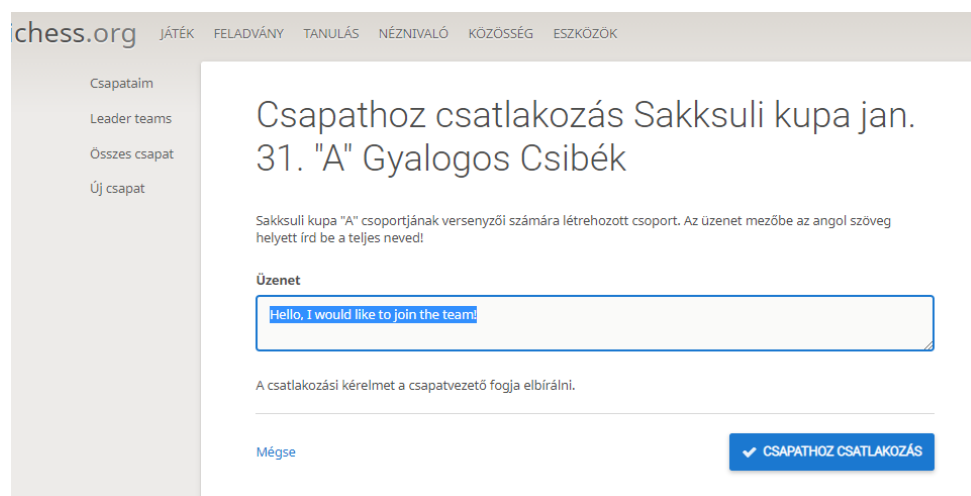 ichess.org JÁTÉK FELADVÁNY TANULÁS NÉZNIVALÓ KÖZÖSSÉG ESZKÖZÖK
Csapataim
Leader teams
Összes csapat
Új csapat
Csapathoz csatlakozás Sakksuli kupa jan.
31. "A" Gyalogos Csibék
Sakksuli kupa "A" csoportjának versenyzői számára létrehozott csoport. Az üzenet mezőbe az angol szöveg
helyett írd be a teljes neved!
Üzenet
Hello, I would like to join the team!
A csatlakozási kérelmet a csapatvezető fogja elbírálni.
Mégse
CSAPATHOZ CSATLAKOZÁS